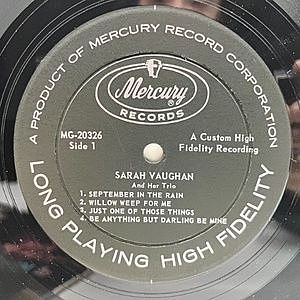 A PRODUCT OF MERCURY RECORD CORPORATION
Mercury
RECORDS
MG-20326
Side 1
A Custom High
Fidelity Recording
SARAH VAUGHAN
And Her Trio
1. SEPTEMBER IN THE RAIN
2. WILLOW WEEP FOR ME
3. JUST ONE OF THOSE THINGS
4. BE ANYTHING BUT DARLING BE MINE
LONG PLAYING HIGH FIDELITY